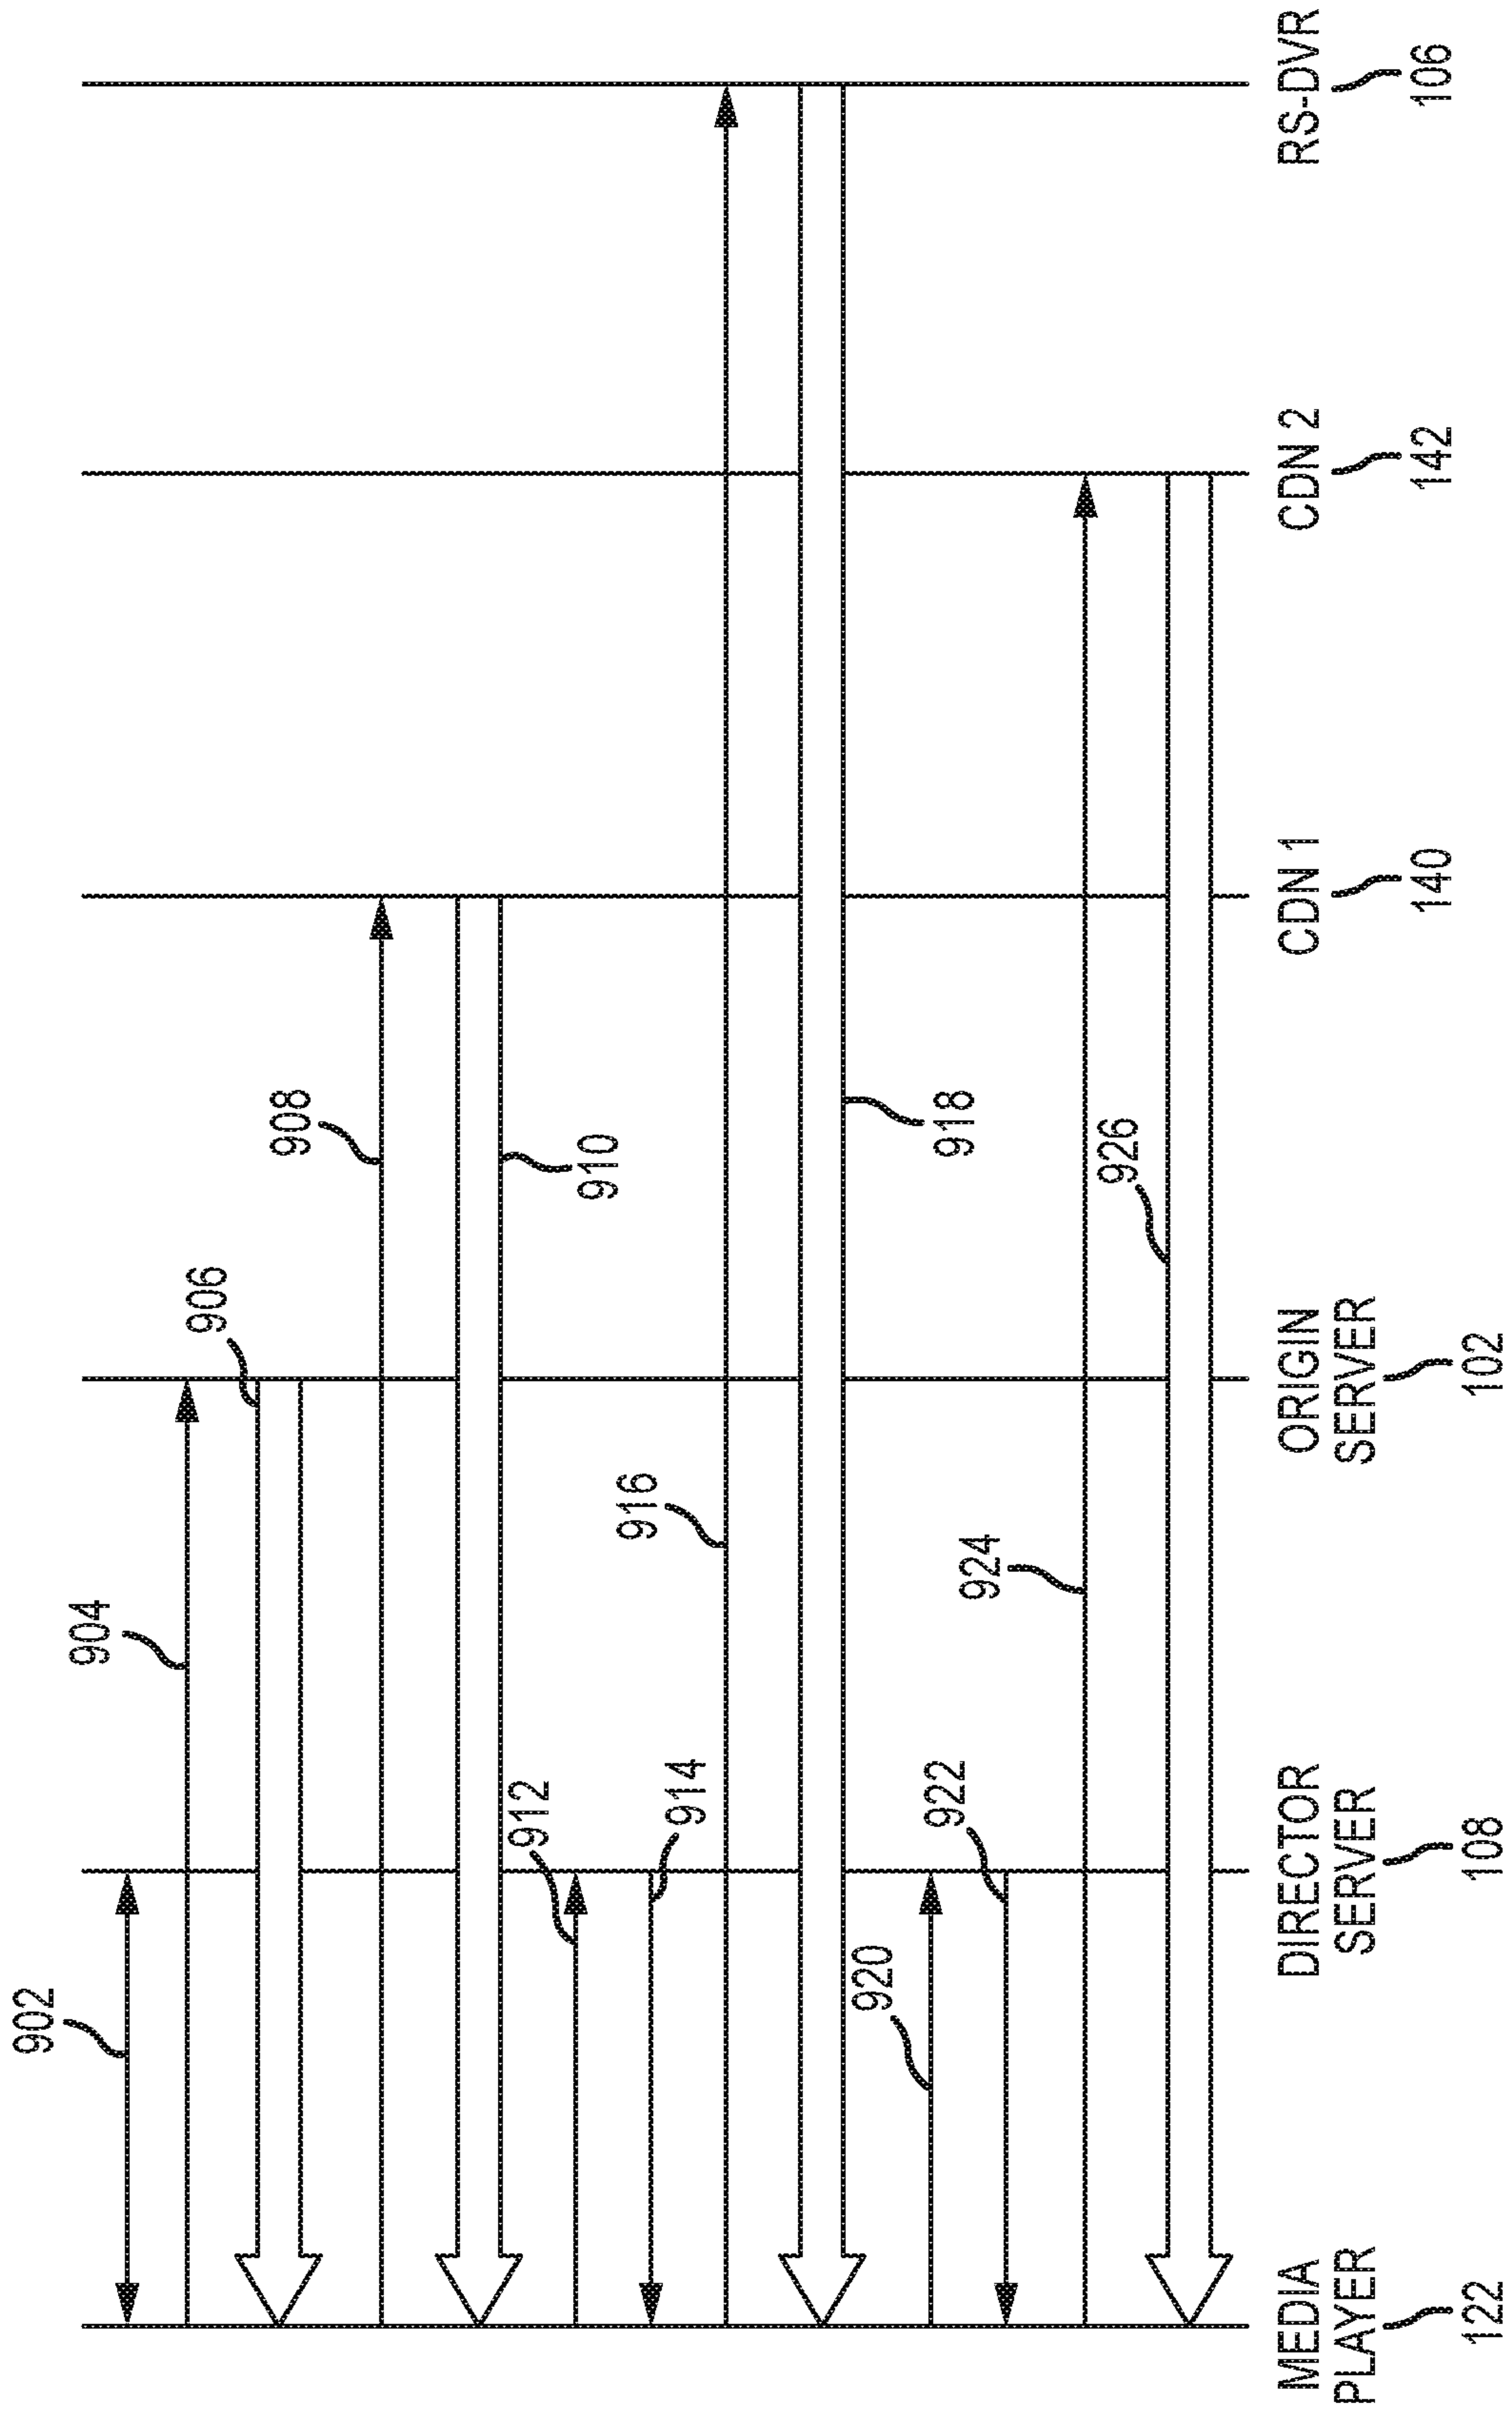 902
904
906
908
910
912
914
916
918
920
922
924
926
MEDIA
PLAYER
122
DIRECTOR
SERVER
108
ORIGIN
SERVER
102
CDN 1
140
CDN 2
142
RS-DVR
106